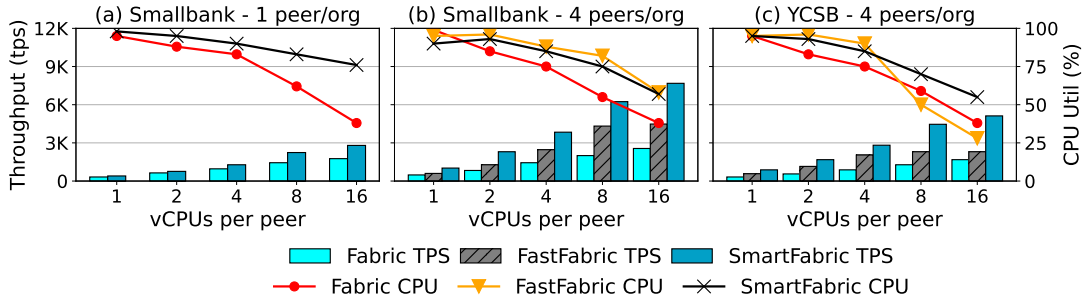 (a) Smallbank - 1 peer/org
(b) Smallbank - 4 peers/org
(c) YCSB - 4 peers/org
Throughput (tps)
12K
9K
6K
3K
0
100
75
50
25
0
CPU Util (%)
1 2 4 8 16
1 2 4 8 16
1 2 4 8 16
vCPUs per peer
vCPUs per peer
vCPUs per peer
Fabric TPS FastFabric TPS SmartFabric TPS
Fabric CPU FastFabric CPU SmartFabric CPU